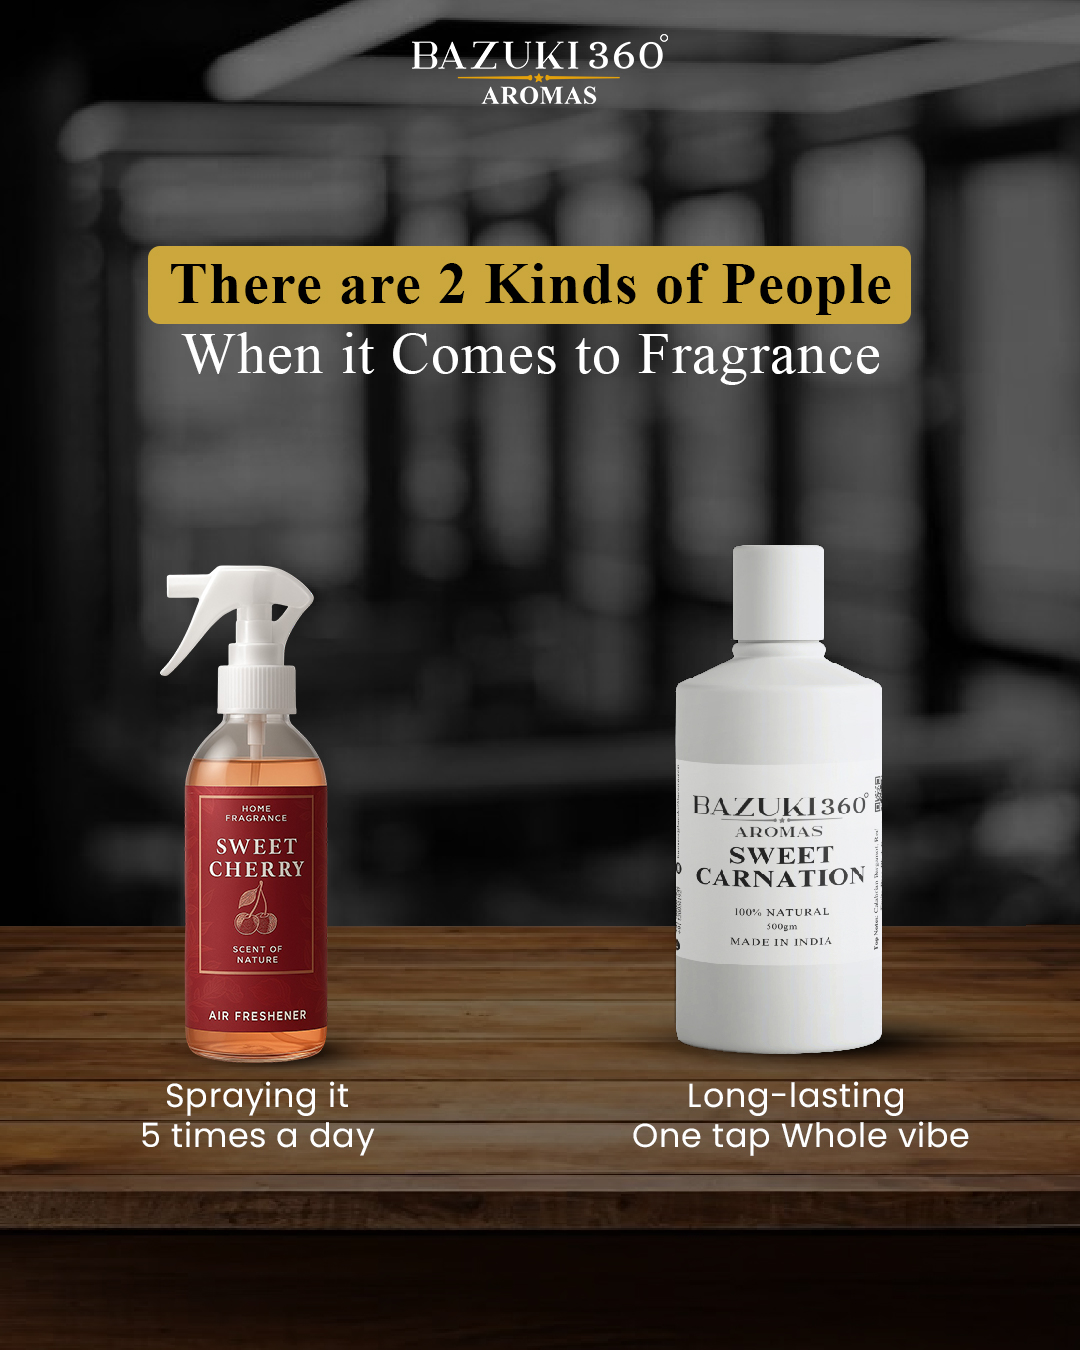 BAZUKI 360°
AROMAS
There are 2 Kinds of People
When it Comes to Fragrance
HOME
FRAGRANCE
SWEET
CHERRY
SCENT OF
NATURE
AIR FRESHENER
BAZUKI360°
AROMAS
SWEET
CARNATION
100% NATURAL
500gm
MADE IN INDIA
Spraying it
5 times a day
Long-lasting
One tap Whole vibe